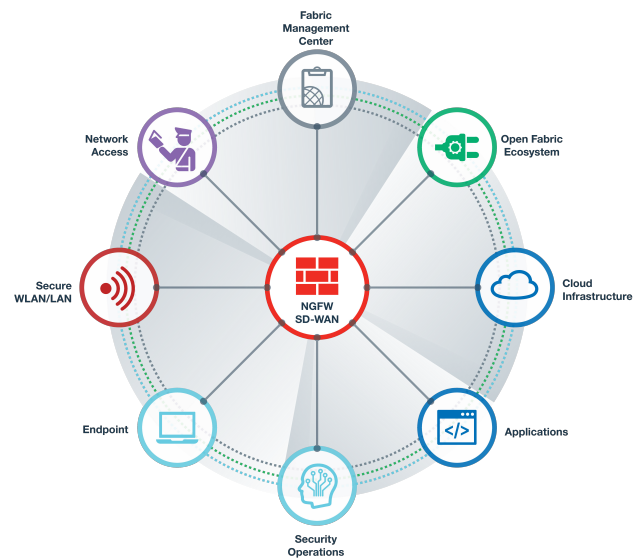 Fabric
Management
Center
Network
Access
Open Fabric
Ecosystem
Secure
WLAN/LAN
NGFW
SD-WAN
Cloud
Infrastructure
Endpoint
</>
Applications
Security
Operations